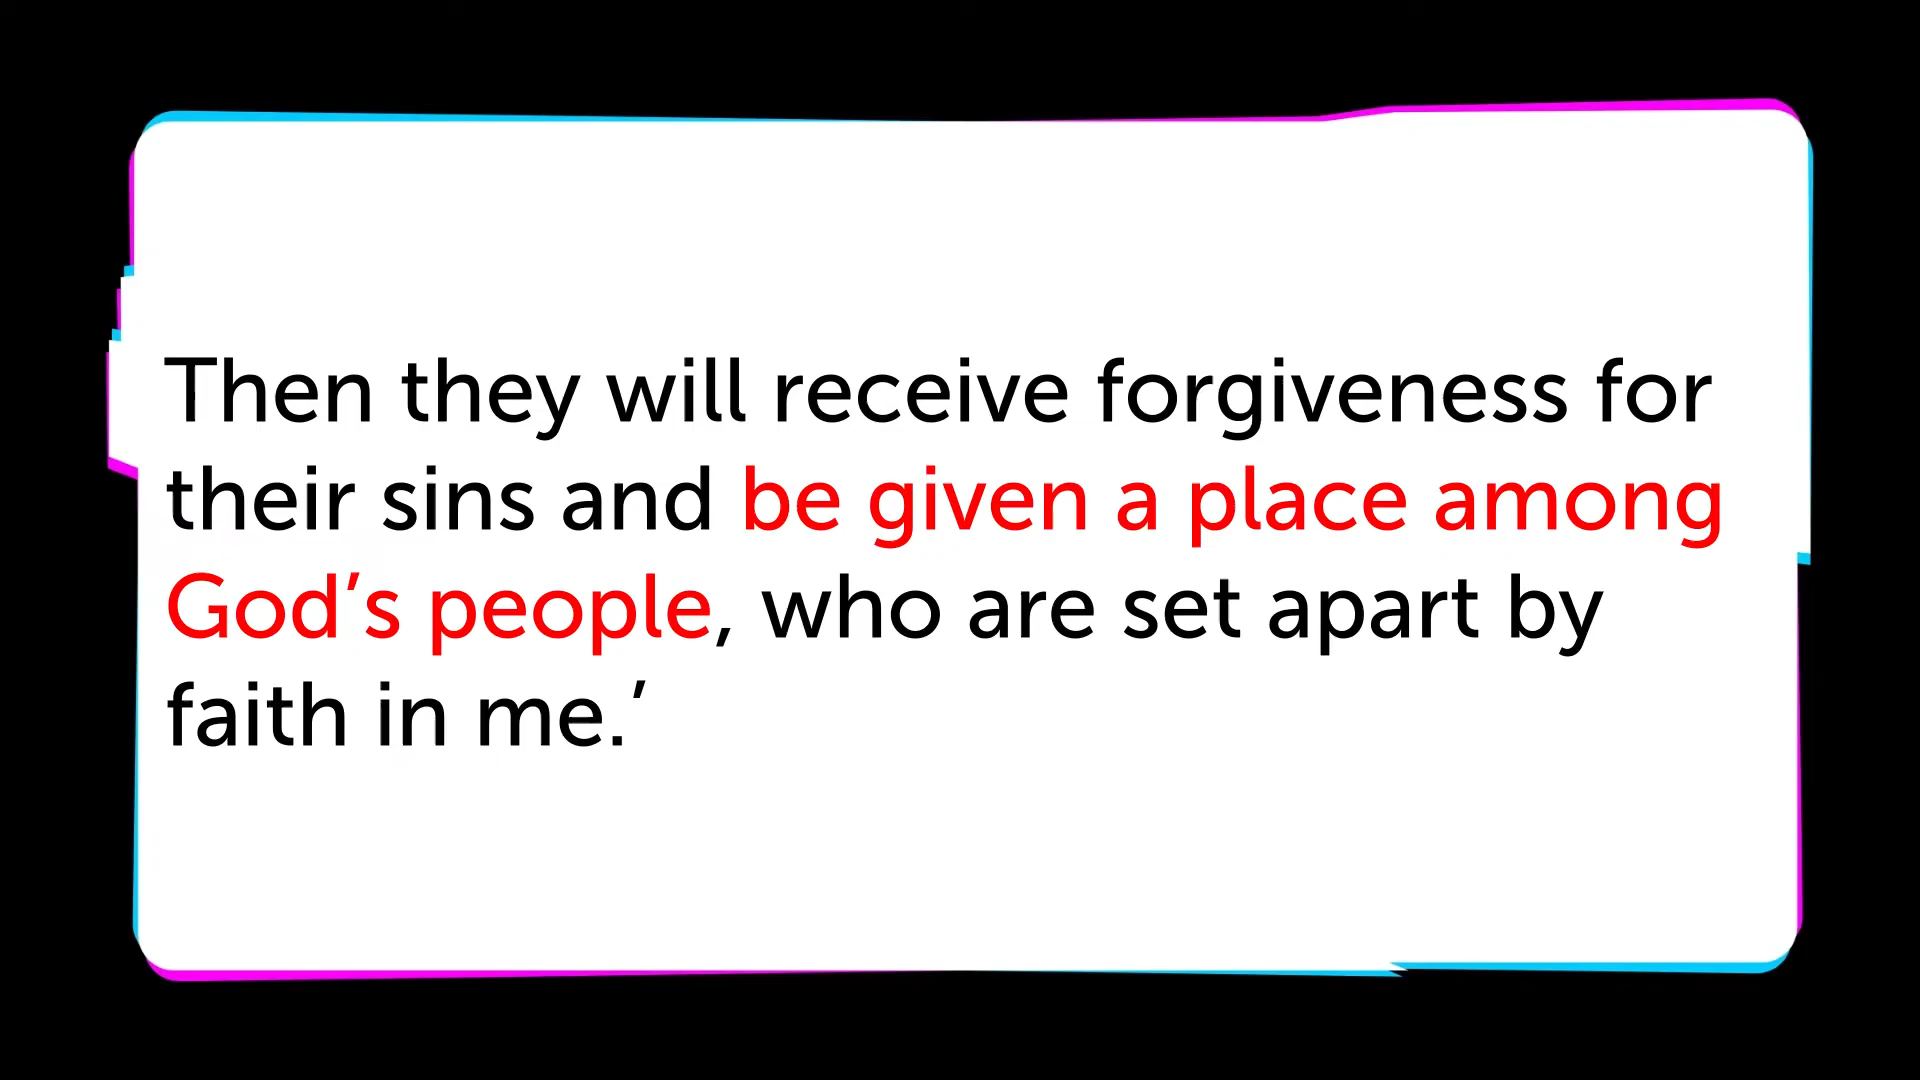 Then they will receive forgiveness for
their sins and be given a place among
God’s people, who are set apart by
faith in me.’